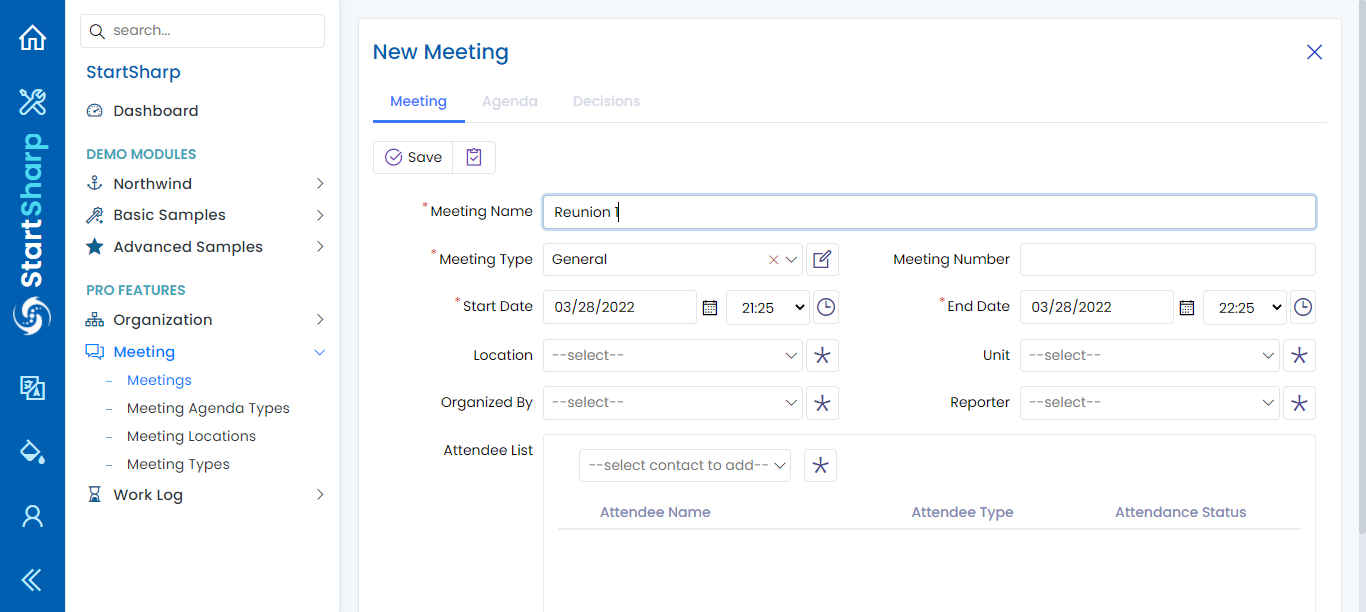 search...
StartSharp
Dashboard
DEMO MODULES
Northwind
Basic Samples
Advanced Samples
PRO FEATURES
Organization
Meeting
Meetings
Meeting Agenda Types
Meeting Locations
Meeting Types
Work Log
StartSharp
New Meeting
Meeting Agenda Decisions
Save
*Meeting Name Reunion 1
*Meeting Type General Meeting Number
*Start Date 03/28/2022 21:25 *End Date 03/28/2022 22:25
Location --select-- Unit --select--
Organized By --select-- Reporter --select--
Attendee List
--select contact to add--
Attendee Name Attendee Type Attendance Status